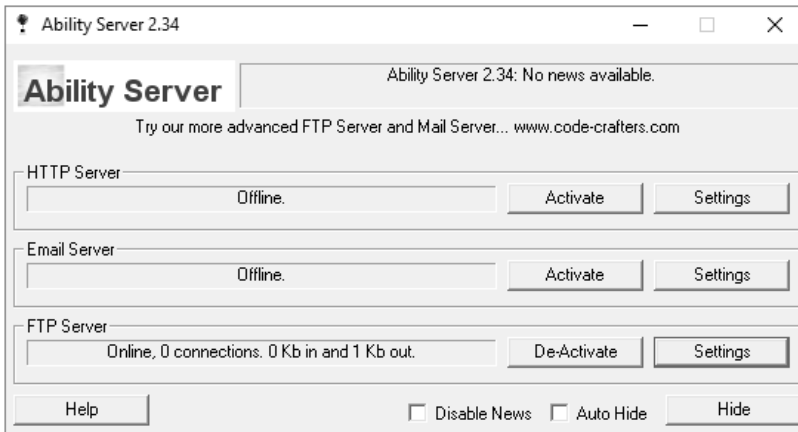 Ability Server 2.34
Ability Server
Ability Server 2.34: No news available.
Try our more advanced FTP Server and Mail Server... www.code-crafters.com
HTTP Server
Offline. Activate Settings
Email Server
Offline. Activate Settings
FTP Server
Online, 0 connections. 0 Kb in and 1 Kb out. De-Activate Settings
Help Disable News Auto Hide Hide